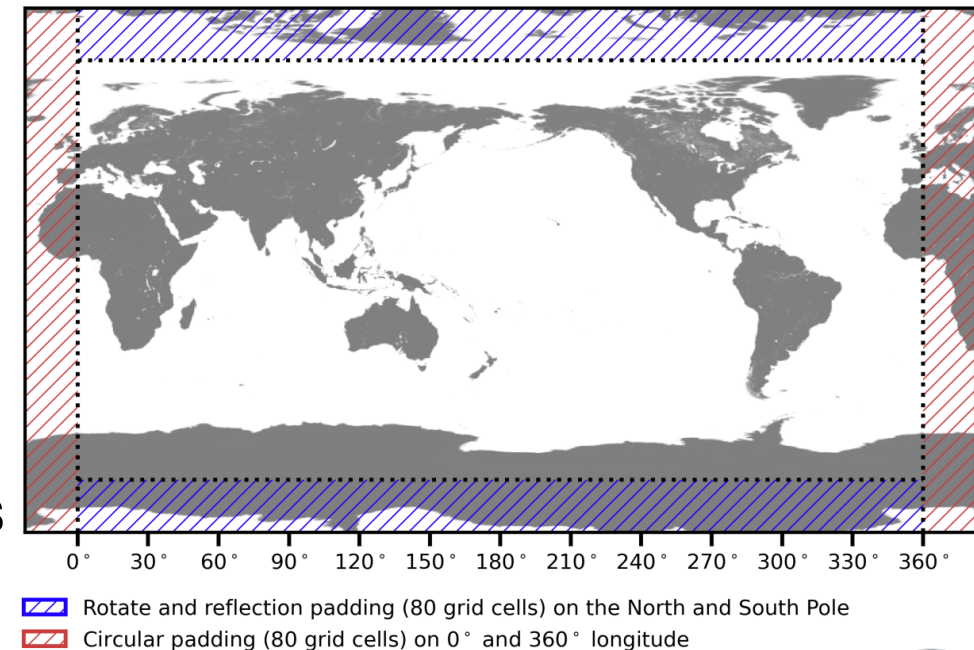 0° 30° 60° 90° 120° 150° 180° 210° 240° 270° 300° 330° 360°
Rotate and reflection padding (80 grid cells) on the North and South Pole
Circular padding (80 grid cells) on 0° and 360° longitude